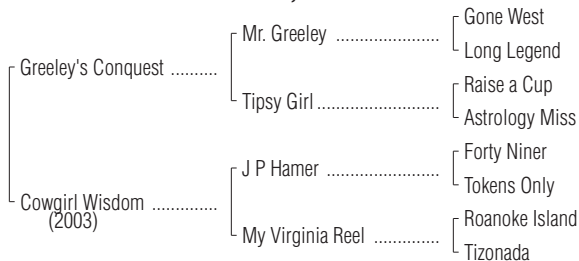 Gone West
Mr. Greeley ..................
Long Legend
Greeley's Conquest ..........
Raise a Cup
Tipsy Girl .....................
Astrology Miss
Forty Niner
J P Hamer ....................
Tokens Only
Cowgirl Wisdom ..............
(2003)
Roanoke Island
My Virginia Reel .............
Tizonada